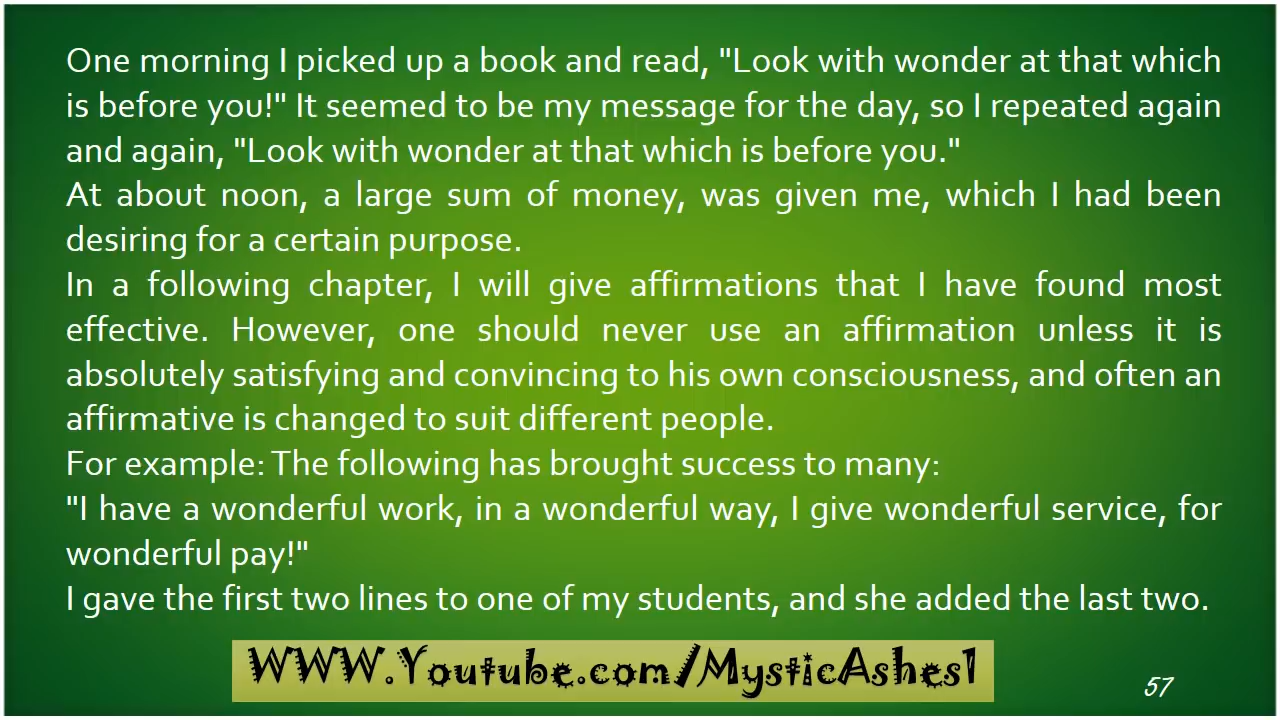 One morning I picked up a book and read, "Look with wonder at that which
is before you!" It seemed to be my message for the day, so I repeated again
and again, "Look with wonder at that which is before you."
At about noon, a large sum of money, was given me, which I had been
desiring for a certain purpose.
In a following chapter, I will give affirmations that I have found most
effective. However, one should never use an affirmation unless it is
absolutely satisfying and convincing to his own consciousness, and often an
affirmative is changed to suit different people.
For example: The following has brought success to many:
"I have a wonderful work, in a wonderful way, I give wonderful service, for
wonderful pay!"
I gave the first two lines to one of my students, and she added the last two.
WWW.Youtube.com/MysticAshes1
57